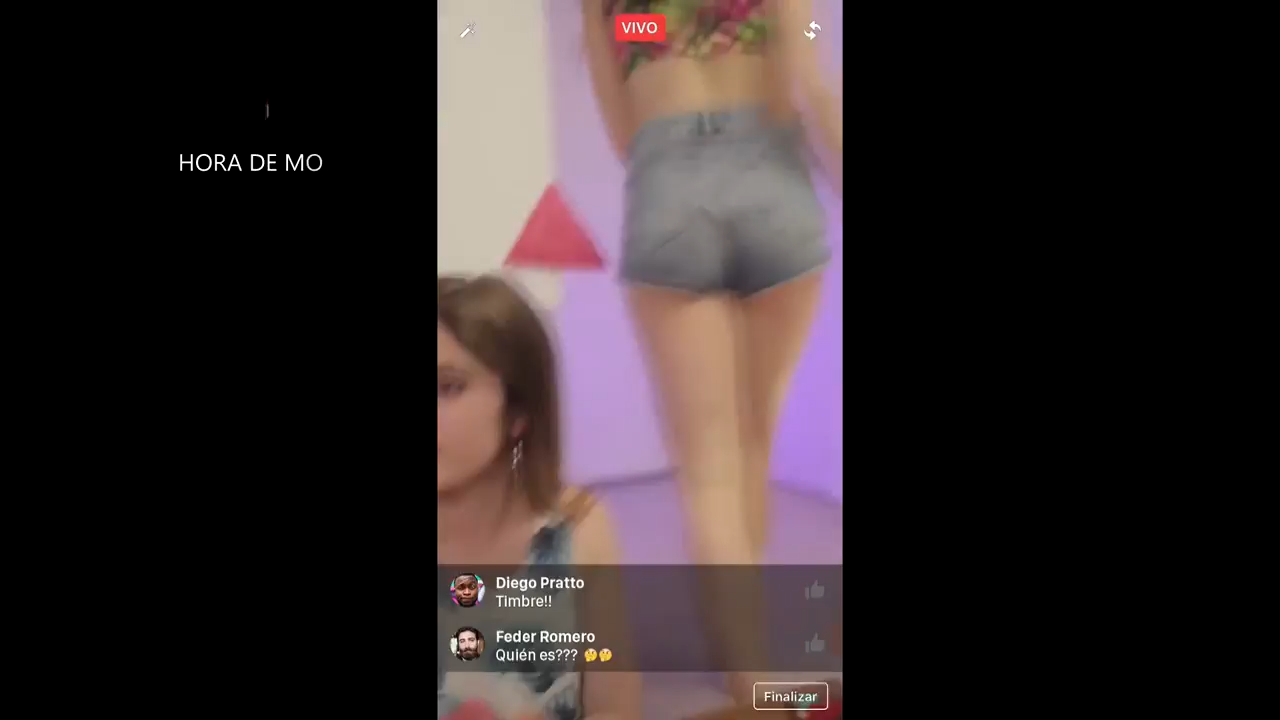 VIVO
HORA DE MO
Diego Pratto
Timbre!!
Feder Romero
Quién es??? 🤔🤔
Finalizar